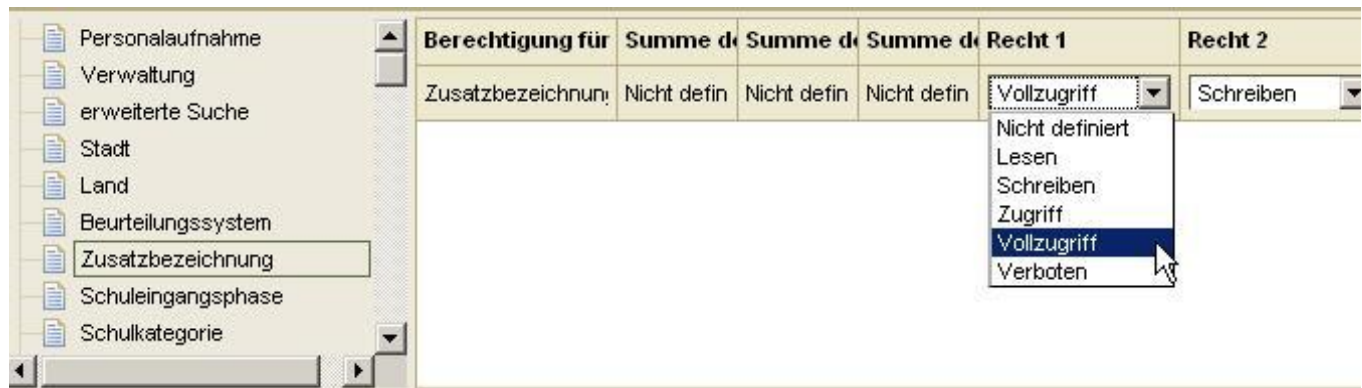 Personalaufnahme
Verwaltung
erweiterte Suche
Stadt
Land
Beurteilungssystem
Zusatzbezeichnung
Schuleingangsphase
Schulkategorie
Berechtigung für Summe d Summe d Summe d Recht 1 Recht 2
Zusatzbezeichnun Nicht defin Nicht defin Nicht defin Vollzugriff Schreiben
Nicht definiert
Lesen
Schreiben
Zugriff
Vollzugriff
Verboten